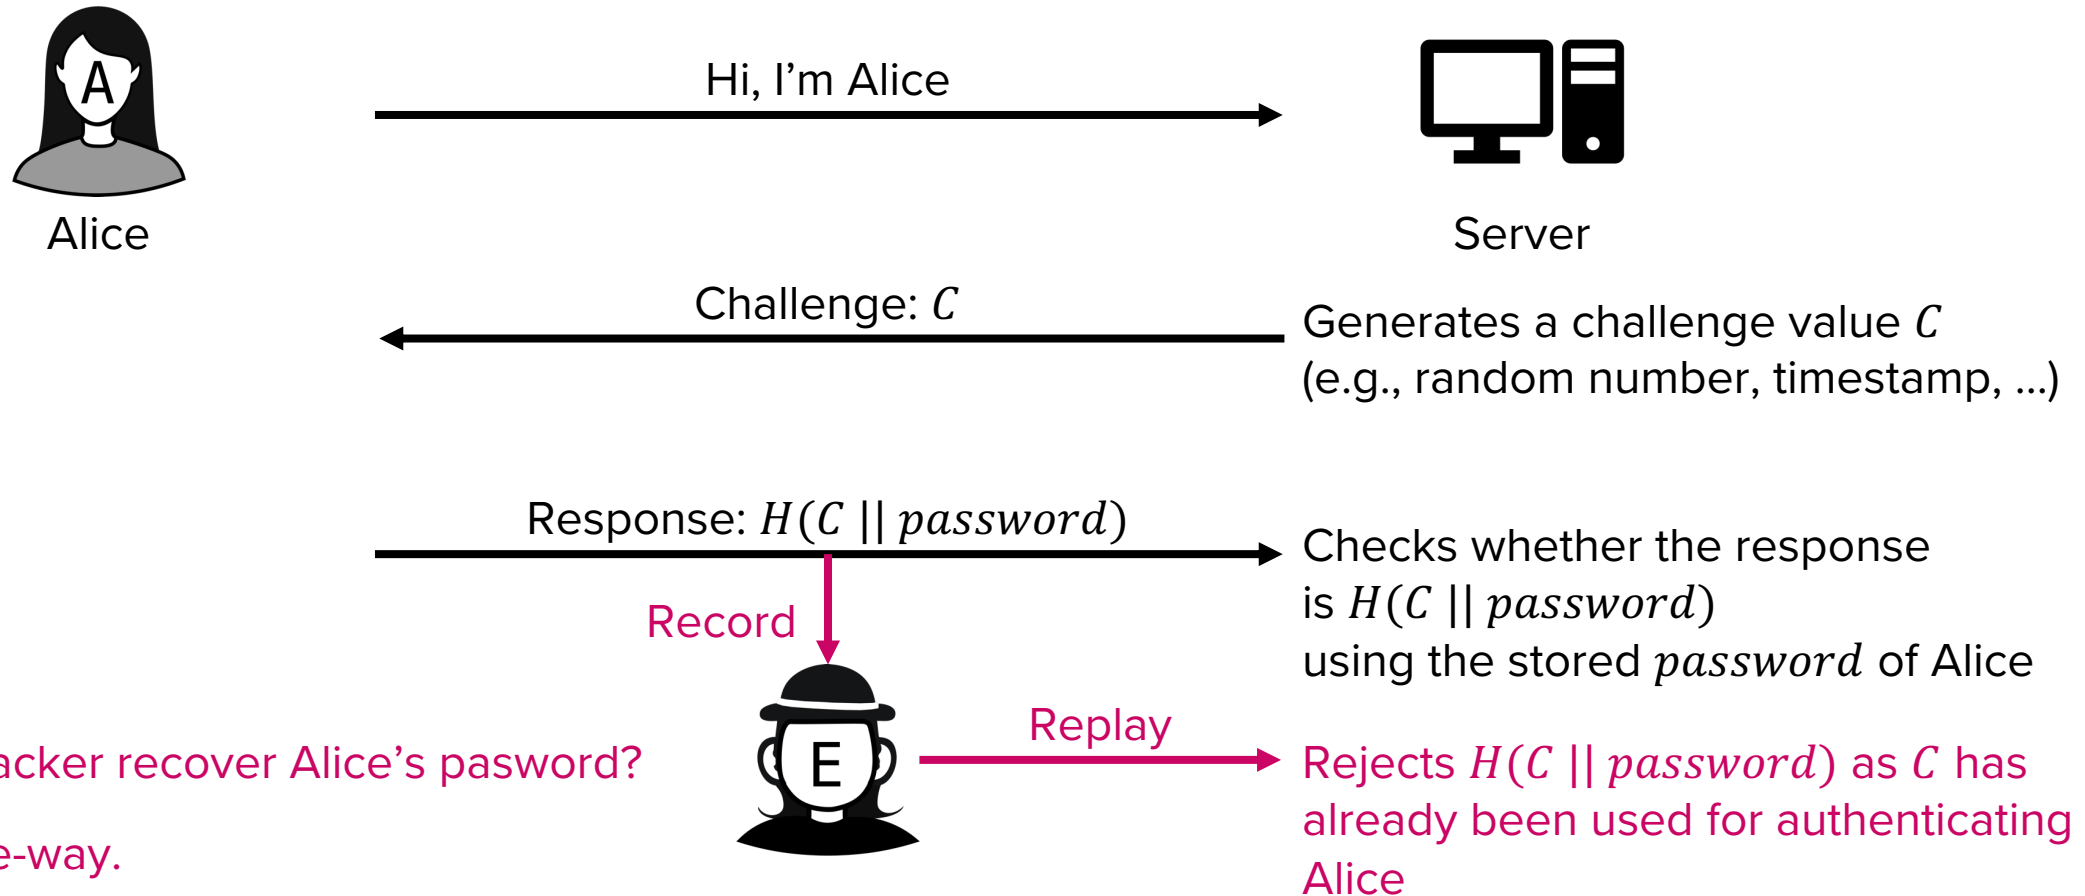 A
Hi, I’m Alice
Alice
Server
Challenge: C
Generates a challenge value C
(e.g., random number, timestamp, ...)
Response: H(C || password)
Checks whether the response
is H(C || password)
using the stored password of Alice
Record
E
Replay
acker recover Alice’s pasword?
e-way.
Rejects H(C || password) as C has
already been used for authenticating
Alice